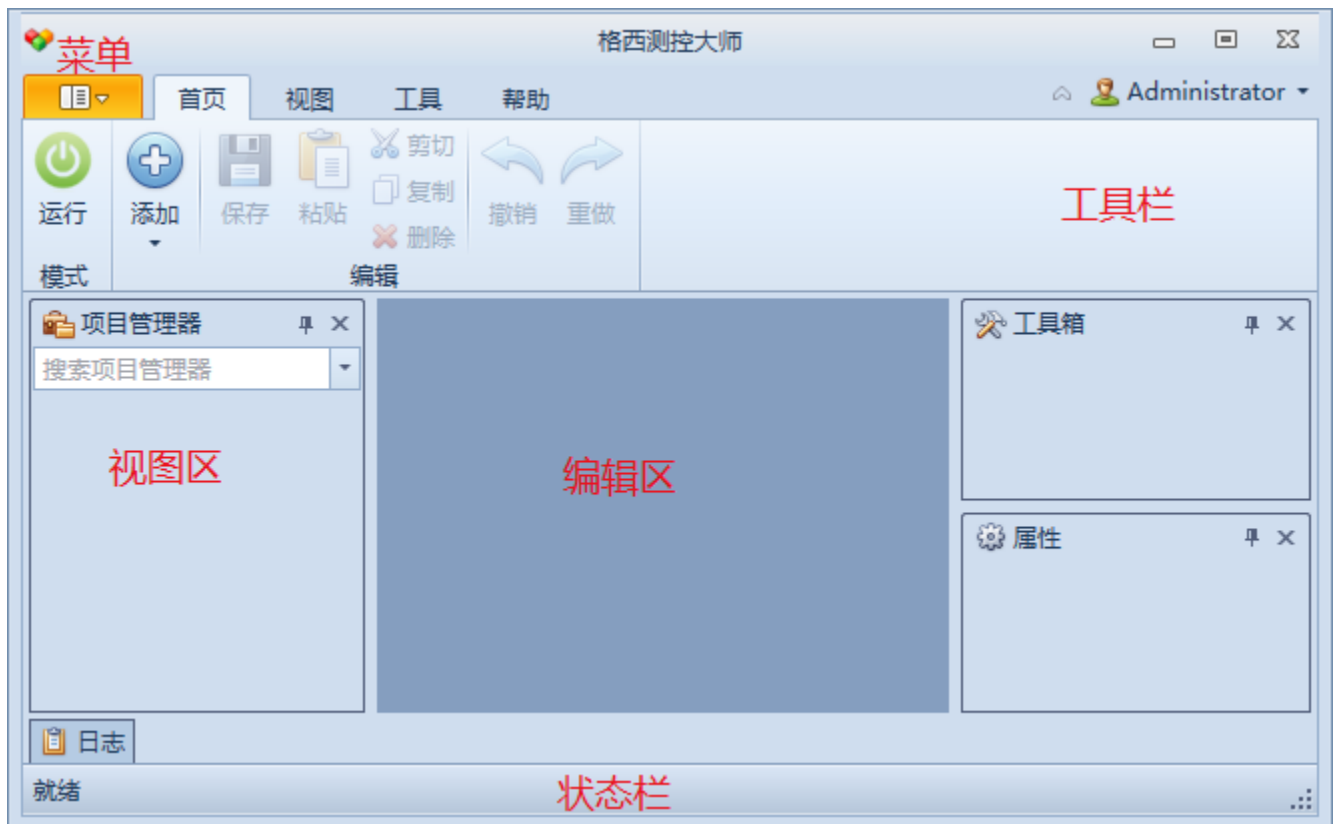 格西测控大师
菜单
首页 视图 工具 帮助 Administrator
运行 添加 保存 粘贴 剪切 复制 删除 撤销 重做 工具栏
模式 编辑
项目管理器 工具箱
搜索项目管理器
视图区 编辑区
属性
日志
就绪 状态栏